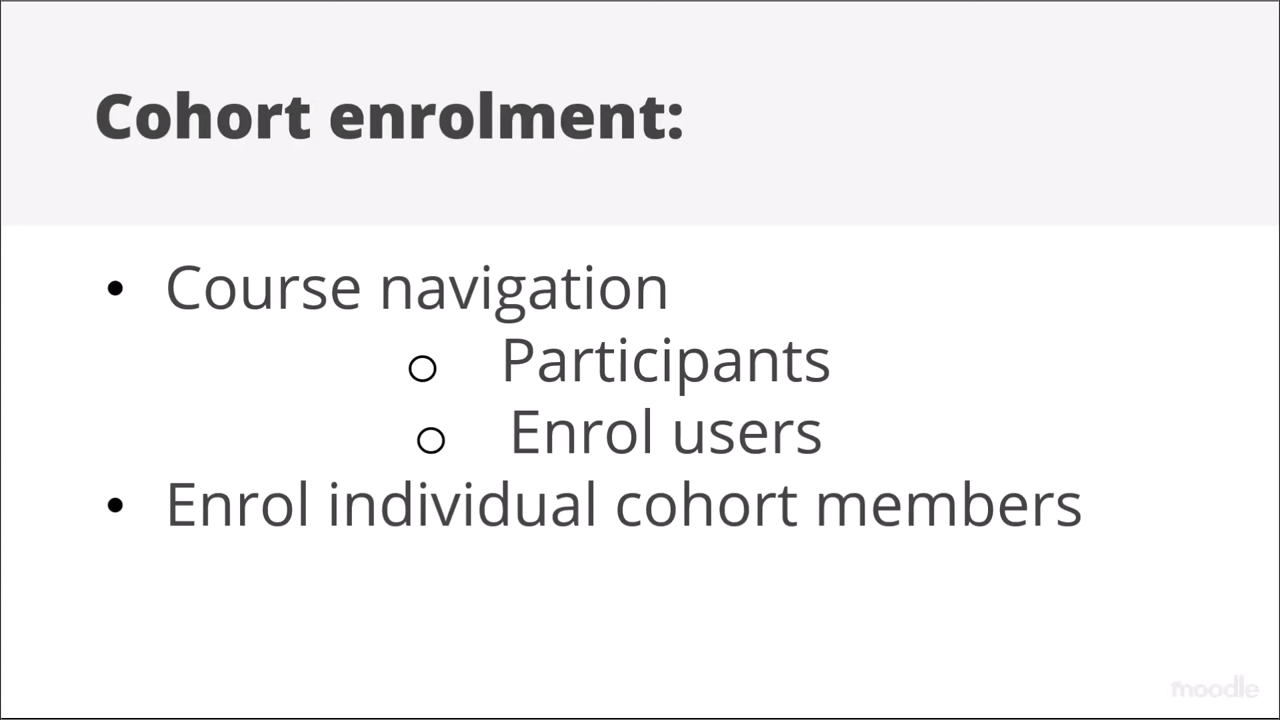 Cohort enrolment:
• Course navigation
○ Participants
○ Enrol users
• Enrol individual cohort members
moodle